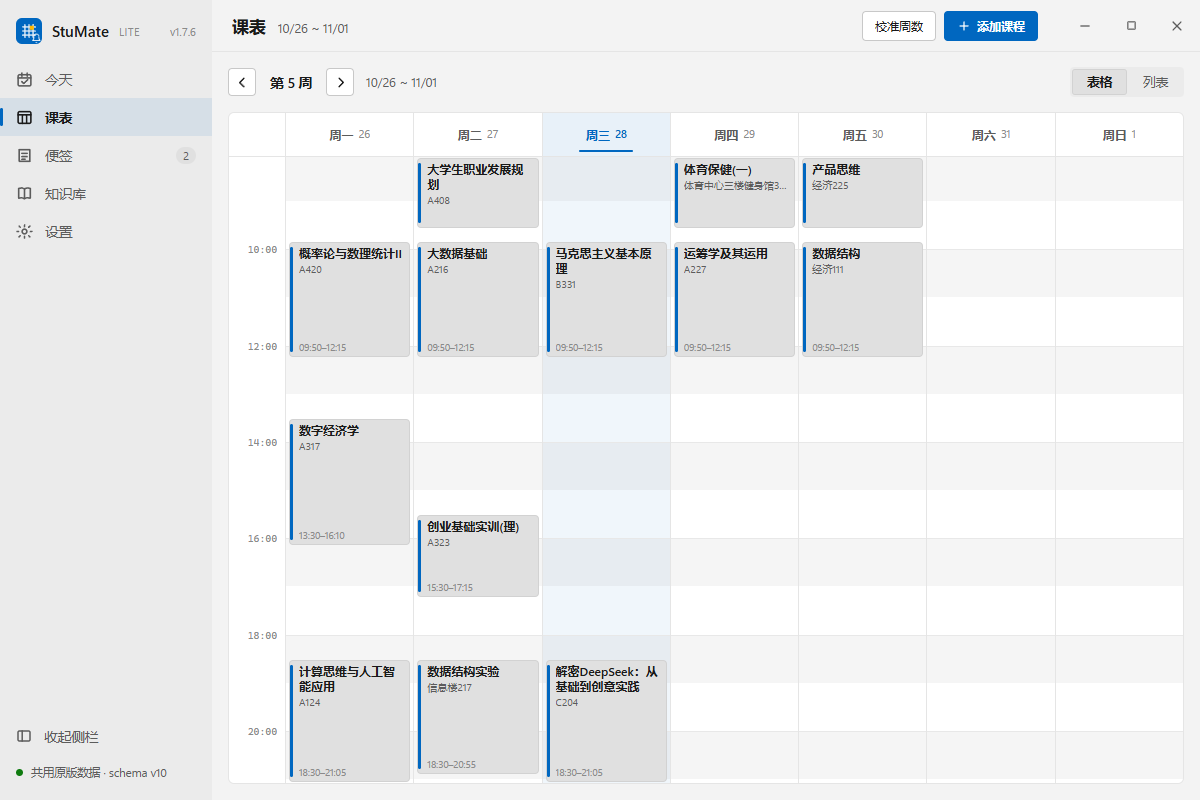 StuMate LITE v1.7.6
今天
课表
便签 2
知识库
设置
收起侧栏
共用原版数据 · schema v10
课表 10/26 ~ 11/01
校准周数
+ 添加课程
第 5 周
10/26 ~ 11/01
表格 列表
周一 26 周二 27 周三 28 周四 29 周五 30 周六 31 周日 1
大学生职业发展规
划
A408
体育保健(一)
体育中心三楼健身馆3...
产品思维
经济225
10:00
概率论与数理统计II
A420
09:50–12:15
大数据基础
A216
09:50–12:15
马克思主义基本原
理
B331
09:50–12:15
运筹学及其运用
A227
09:50–12:15
数据结构
经济111
09:50–12:15
12:00
数字经济学
A317
13:30–16:10
14:00
创业基础实训(理)
A323
15:30–17:15
16:00
18:00
计算思维与人工智
能应用
A124
18:30–21:05
数据结构实验
信息楼217
18:30–20:55
解密DeepSeek：从
基础到创意实践
C204
18:30–21:05
20:00